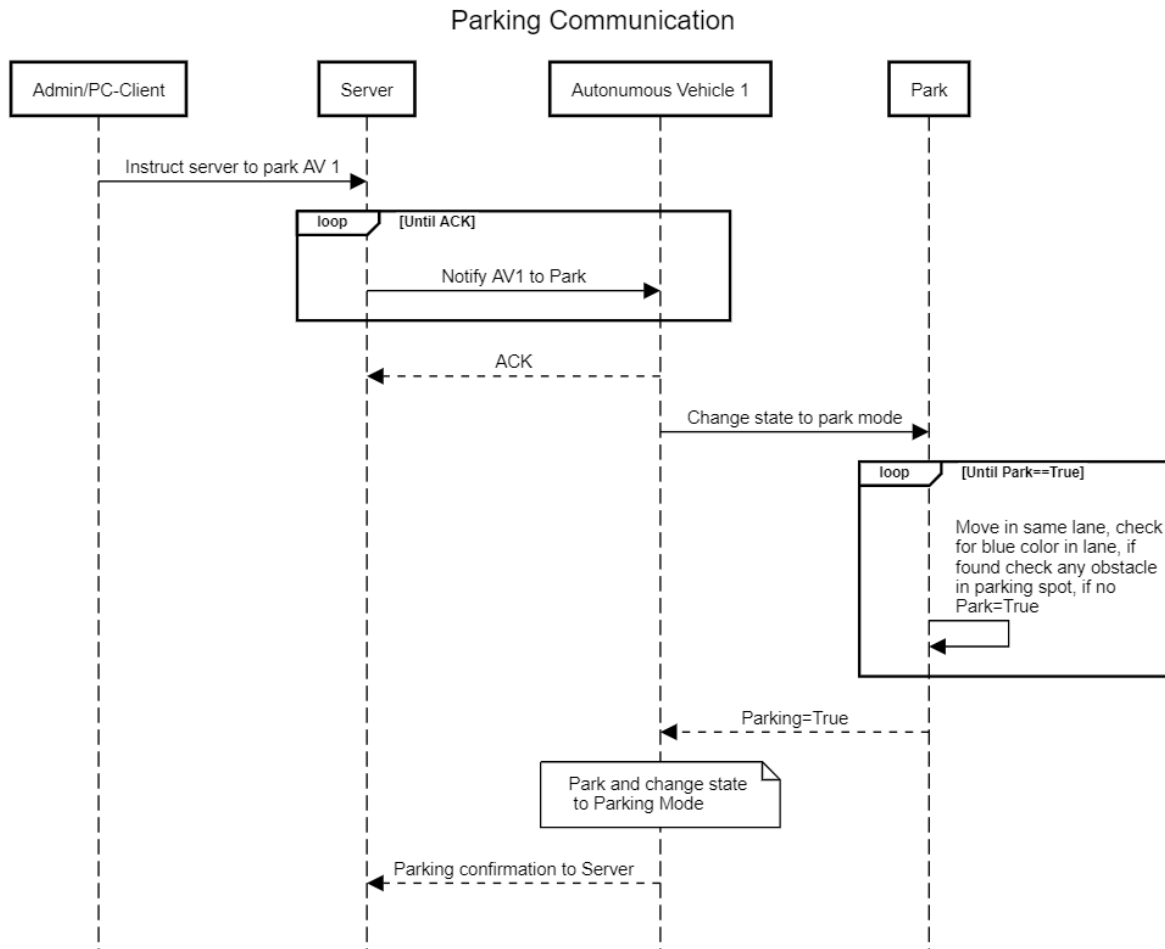 Parking Communication
Admin/PC-Client
Server
Autonumous Vehicle 1
Park
Instruct server to park AV 1
loop
[Until ACK]
Notify AV1 to Park
ACK
Change state to park mode
loop
[Until Park==True]
Move in same lane, check
for blue color in lane, if
found check any obstacle
in parking spot, if no
Park=True
Parking=True
Park and change state
to Parking Mode
Parking confirmation to Server